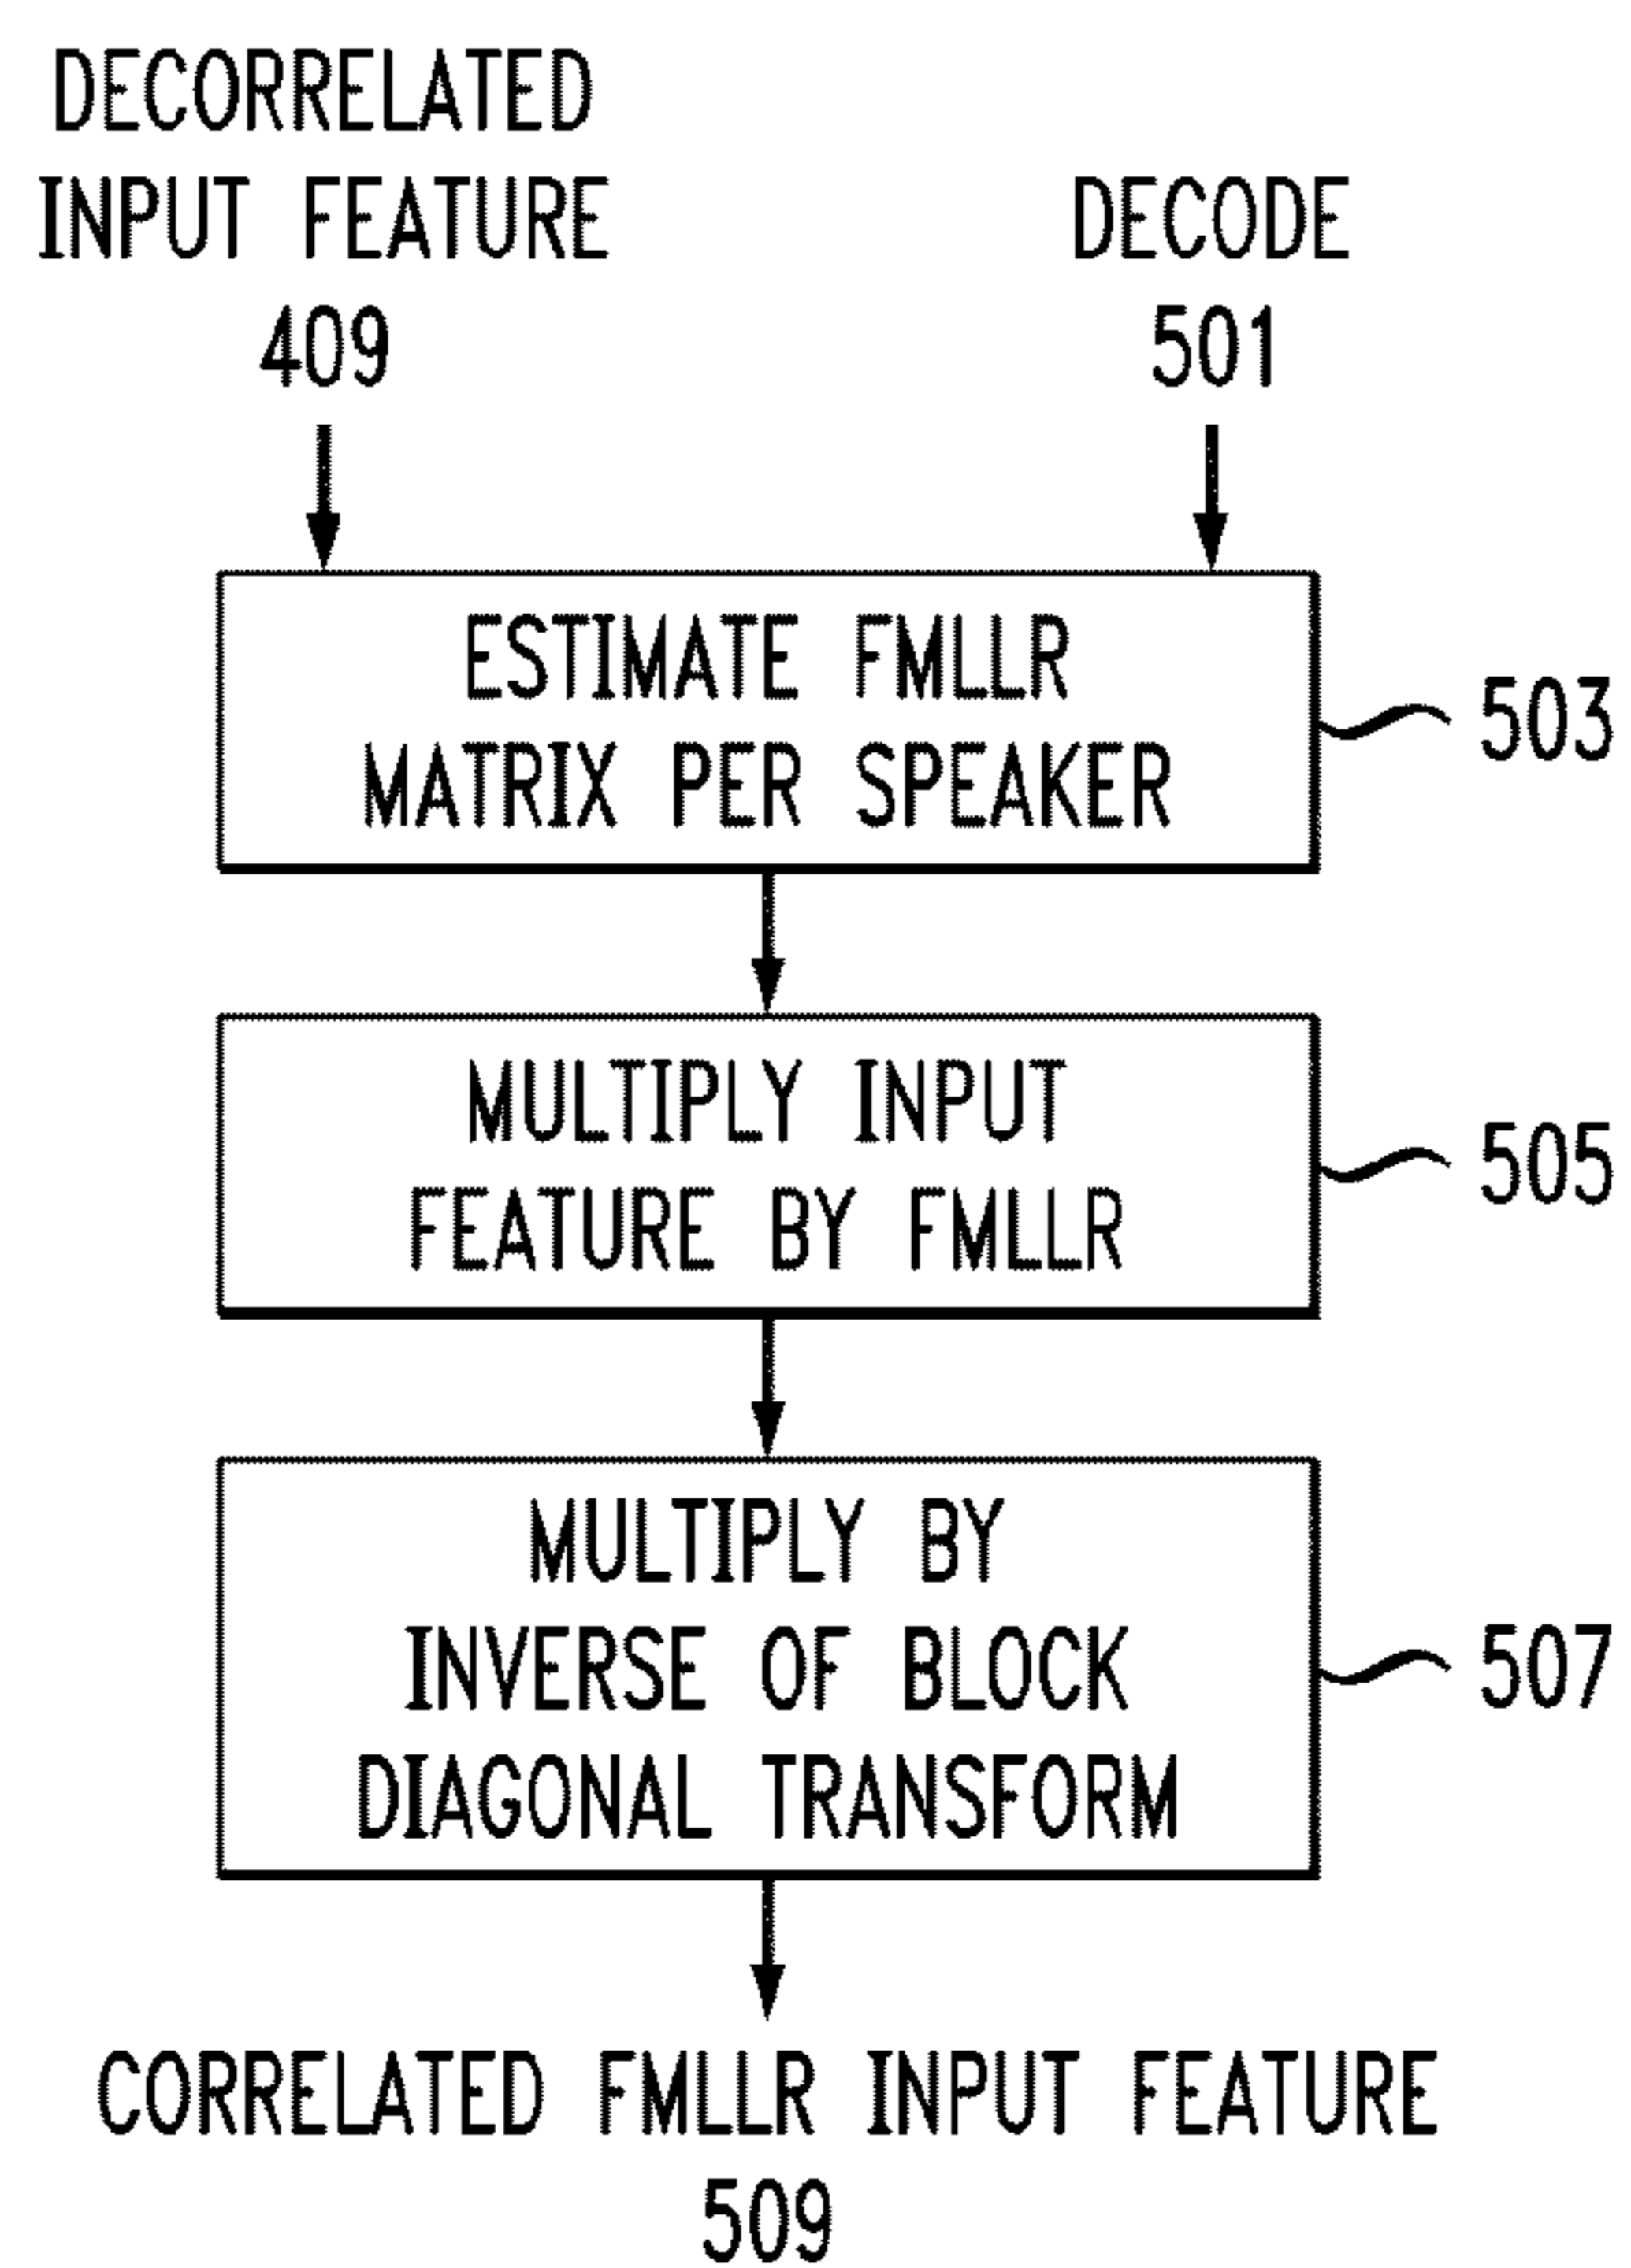 DECORRELATED
INPUT FEATURE
409
DECODE
501
ESTIMATE FMLLR
MATRIX PER SPEAKER
503
MULTIPLY INPUT
FEATURE BY FMLLR
505
MULTIPLY BY
INVERSE OF BLOCK
DIAGONAL TRANSFORM
507
CORRELATED FMLLR INPUT FEATURE
509